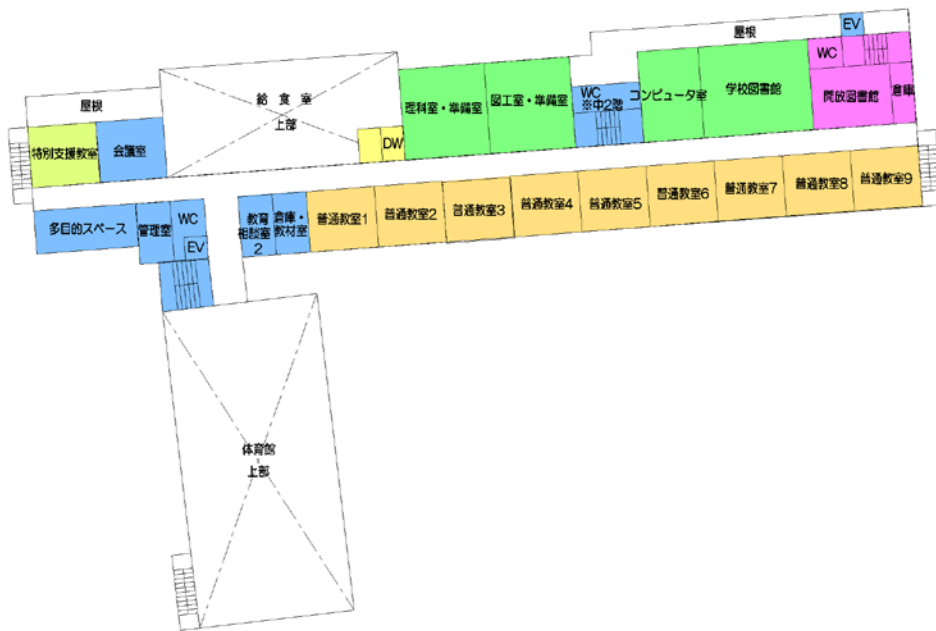 EV
屋根
WC
倉庫
開放図書館
学校図書館
コンピュータ室
WC
※中2階
図工室・準備室
理科室・準備室
給食室
上部
DW
屋根
特別支援教室
会議室
多目的スペース
管理室
WC
EV
教育
相談室
2
倉庫・
教材室
普通教室1
普通教室2
普通教室3
普通教室4
普通教室5
普通教室6
普通教室7
普通教室8
普通教室9
体育館
上部